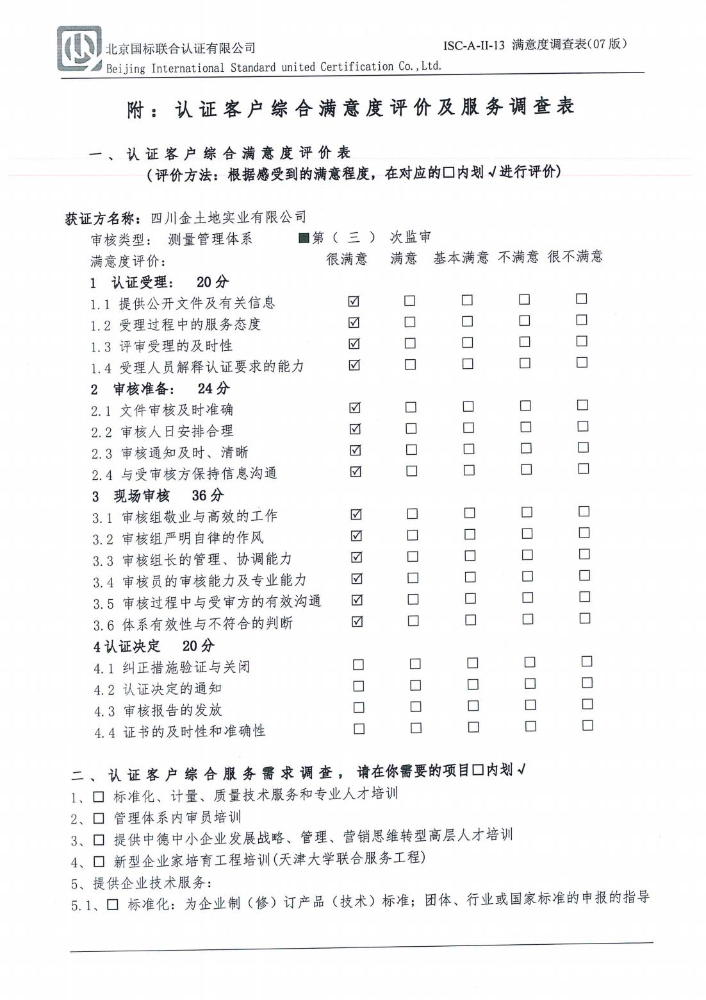 北京国标联合认证有限公司 ISC-A-II-13 满意度调查表(07版)
Beijing International Standard united Certification Co.,Ltd.
附：认证客户综合满意度评价及服务调查表
一、认证客户综合满意度评价表
(评价方法：根据感受到的满意程度，在对应的□内划√进行评价)
获证方名称：四川金土地实业有限公司
审核类型： 测量管理体系 ■第（ 三 ） 次监审
满意度评价： 很满意 满意 基本满意 不满意 很不满意
1 认证受理： 20分
1.1 提供公开文件及有关信息 ☑ □ □ □ □
1.2 受理过程中的服务态度 ☑ □ □ □ □
1.3 评审受理的及时性 ☑ □ □ □ □
1.4 受理人员解释认证要求的能力 ☑ □ □ □ □
2 审核准备： 24分
2.1 文件审核及时准确 ☑ □ □ □ □
2.2 审核人日安排合理 ☑ □ □ □ □
2.3 审核通知及时、清晰 ☑ □ □ □ □
2.4 与受审核方保持信息沟通 ☑ □ □ □ □
3 现场审核 36分
3.1 审核组敬业与高效的工作 ☑ □ □ □ □
3.2 审核组严明自律的作风 ☑ □ □ □ □
3.3 审核组长的管理、协调能力 ☑ □ □ □ □
3.4 审核员的审核能力及专业能力 ☑ □ □ □ □
3.5 审核过程中与受审方的有效沟通 ☑ □ □ □ □
3.6 体系有效性与不符合的判断 ☑ □ □ □ □
4认证决定 20分
4.1 纠正措施验证与关闭 □ □ □ □ □
4.2 认证决定的通知 □ □ □ □ □
4.3 审核报告的发放 □ □ □ □ □
4.4 证书的及时性和准确性 □ □ □ □ □
二、认证客户综合服务需求调查，请在你需要的项目□内划√
1、□ 标准化、计量、质量技术服务和专业人才培训
2、□ 管理体系内审员培训
3、□ 提供中德中小企业发展战略、管理、营销思维转型高层人才培训
4、□ 新型企业家培育工程培训(天津大学联合服务工程)
5、提供企业技术服务：
5.1、□ 标准化：为企业制（修）订产品（技术）标准；团体、行业或国家标准的申报的指导